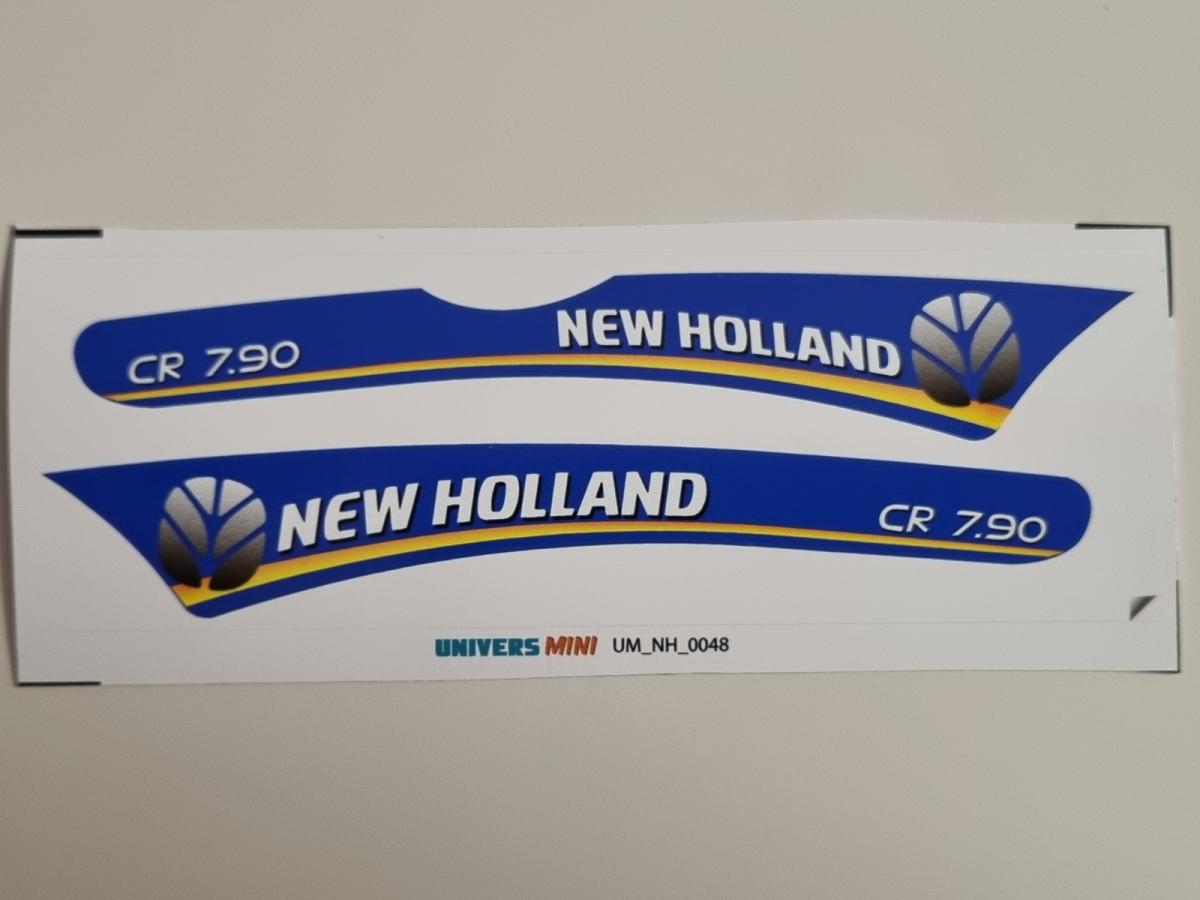 NEW HOLLAND
CR 7.90
NEW HOLLAND
CR 7.90
UNIVERS MINI UM_NH_0048